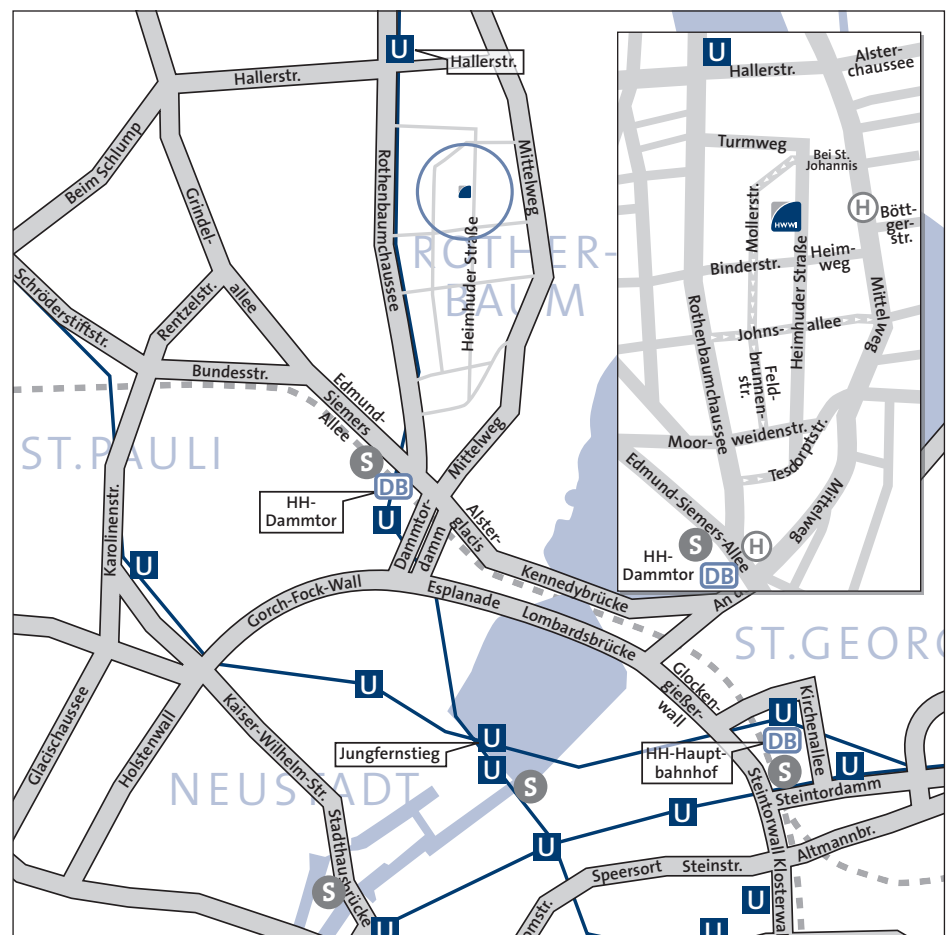 U
Hallerstr.
Hallerstr.
Beim Schlump
Grindel-
allee
Rothenbaumchaussee
Mittelweg
Heimhuder Straße
ROTHER-
BAUM
Schröderstiftstr.
Rentzelstr.
Bundesstr.
Edmund-
Siemers
Allee
ST.PAULI
S
DB
HH-
Dammtor
U
Mittelweg
Karolinenstr.
U
Dammtor-
damm
Alster-
glacis
Kennedybrücke
Gorch-Fock-Wall
Esplanade
Lombardsbrücke
ST.GEORG
Glocken-
gießer-
wall
U
Glacischaussee
Holstenwall
Kaiser-Wilhelm-Str.
NEUSTADT
Jungfernstieg
U
U
S
U
DB
S
HH-Haupt-
bahnhof
Kirchenallee
U
Steintordamm
Steintorwall
U
U
Altmannbr.
Speersort
Steinstr.
Stadthausbrücke
S
U
U
U
Klosterwa
omstr.
U
Hallerstr.
Alster-
chaussee
Turmweg
Bei St.
Johannis
Mollerstr.
HWWI
H
Bött-
ger-
str.
Binderstr.
Heim-
weg
Heimhuder Straße
Mittelweg
Rothenbaumchaussee
Johns-
allee
Feld-
brunnen-
str.
Moor-
weidenstr.
Tesdorptstr.
Edmund-Siemers-Allee
Mittelweg
S
H
HH-
Dammtor
DB
An d